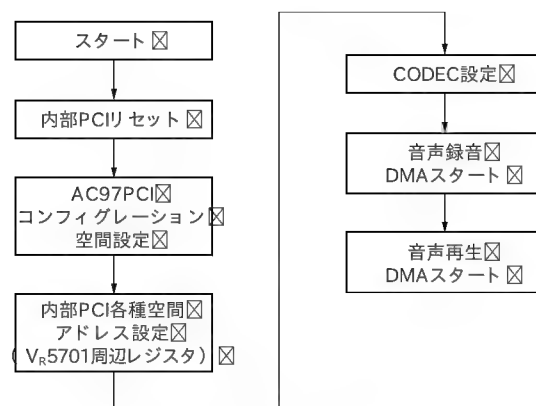 スタート
内部PCIリセット
AC97PCI
コンフィグレーション
空間設定
内部PCI各種空間
アドレス設定
(VR5701周辺レジスタ)
CODEC設定
音声録音
DMAスタート
音声再生
DMAスタート